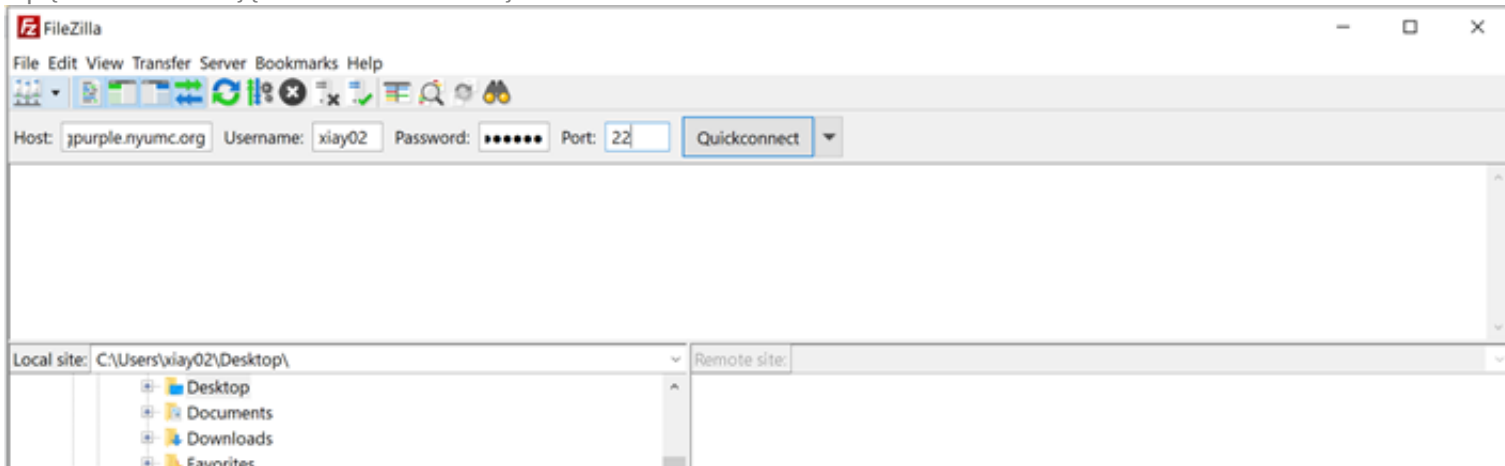 FileZilla
File Edit View Transfer Server Bookmarks Help
Host: gpurple.nyumc.org Username: xiay02 Password: •••••• Port: 22 Quickconnect
Local site: C:\Users\xiay02\Desktop\ Remote site:
Desktop
Documents
Downloads
Favorites